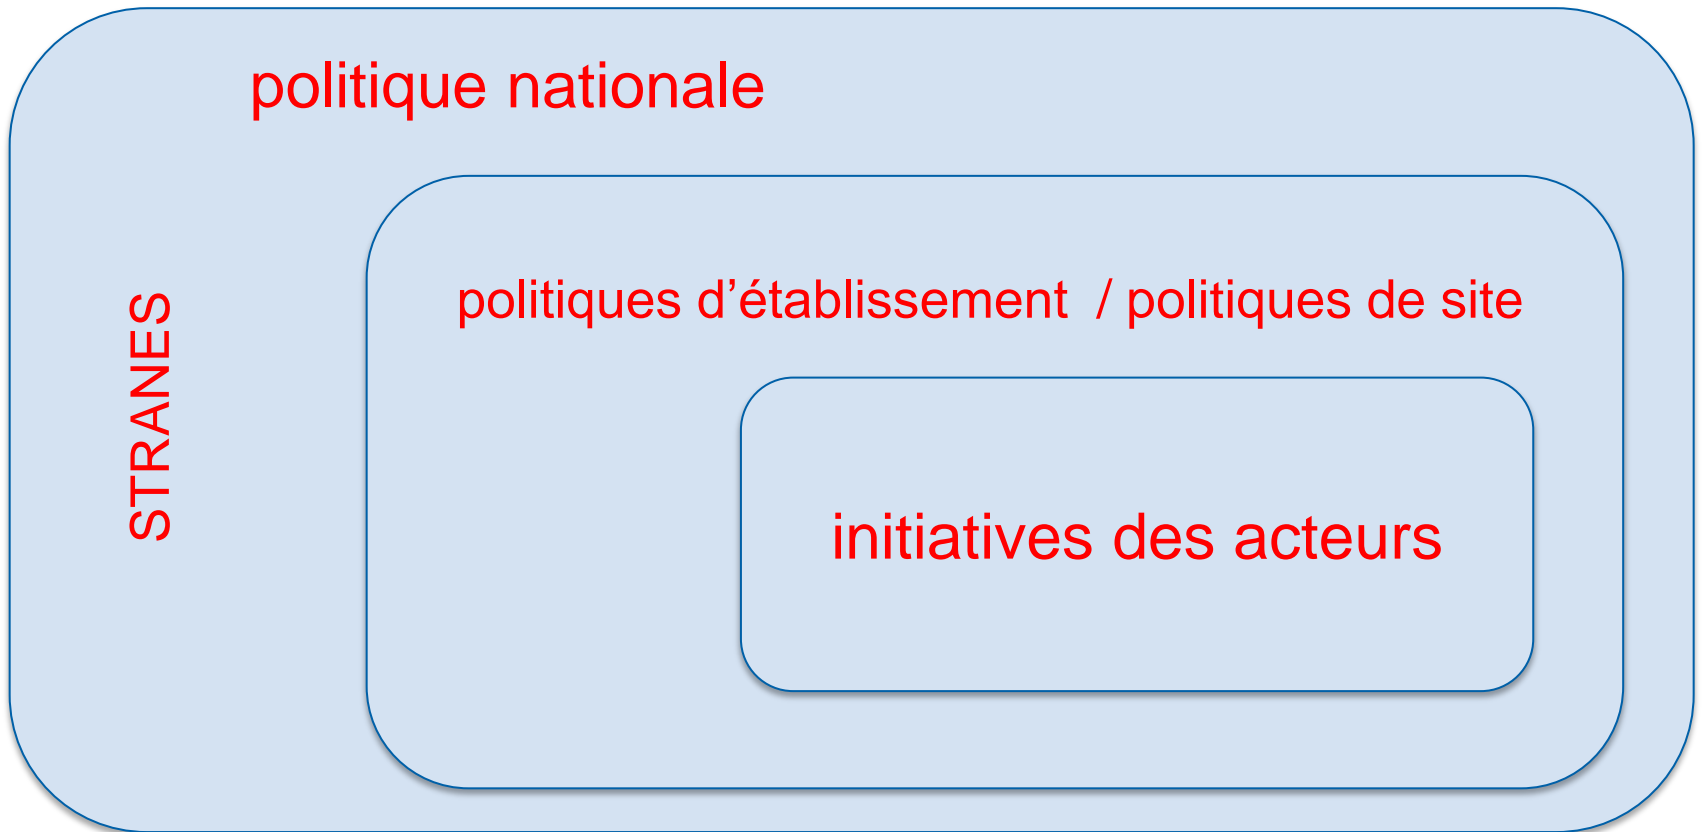 politique nationale
STRANES
politiques d’établissement / politiques de site
initiatives des acteurs